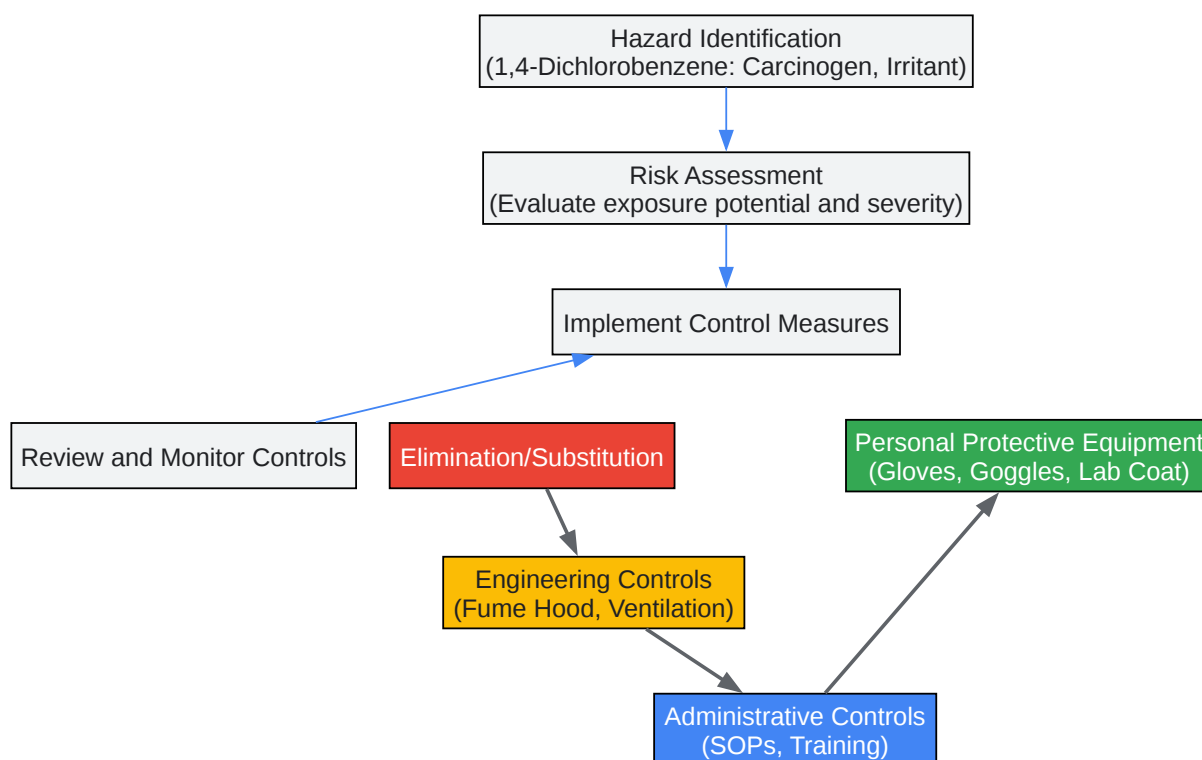 Hazard Identification
(1,4-Dichlorobenzene: Carcinogen, Irritant)
Risk Assessment
(Evaluate exposure potential and severity)
Implement Control Measures
Review and Monitor Controls
Elimination/Substitution
Personal Protective Equipment
(Gloves, Goggles, Lab Coat)
Engineering Controls
(Fume Hood, Ventilation)
Administrative Controls
(SOPs, Training)